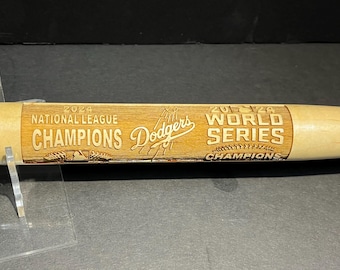 2024
NATIONAL LEAGUE
CHAMPIONS
Dodgers
2024
WORLD
SERIES
CHAMPIONS